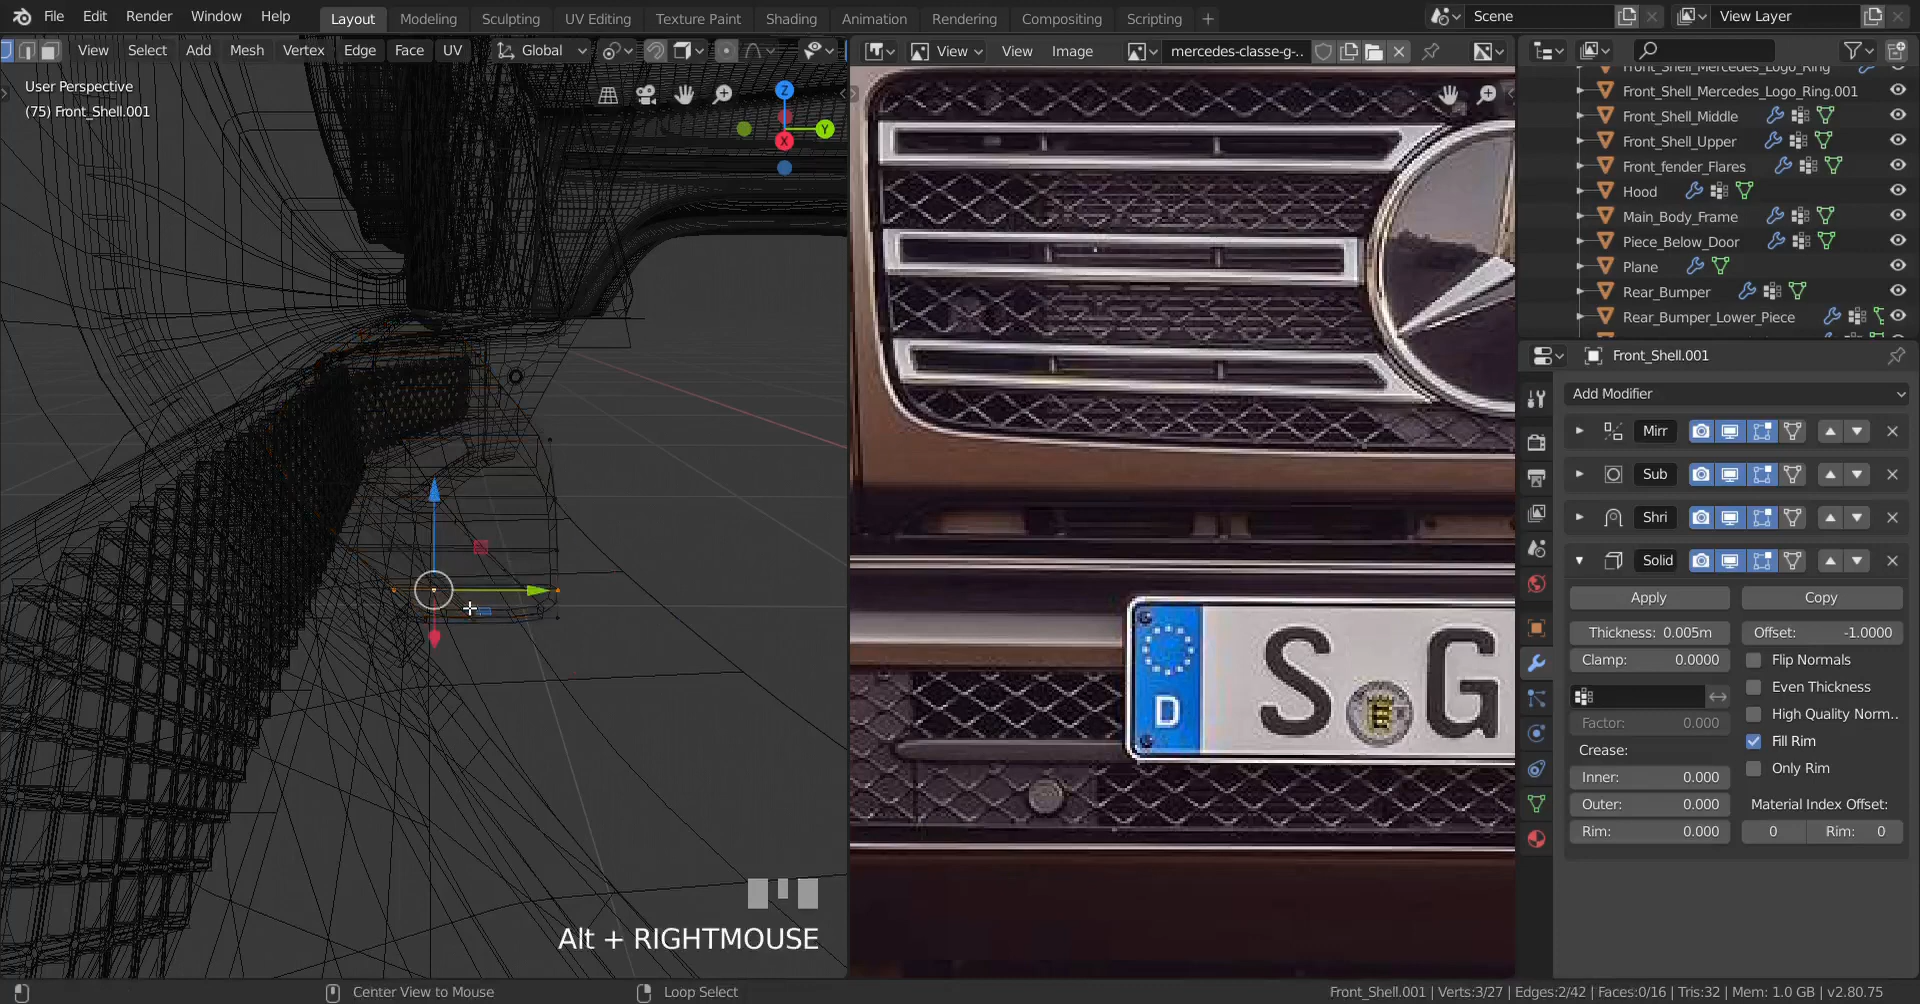 File Edit Render Window Help Layout Modeling Sculpting UV Editing Texture Paint Shading Animation Rendering Compositing Scripting + Scene View Layer
View Select Add Mesh Vertex Edge Face UV Global View View Image mercedes-classe-g-..
User Perspective
(75) Front_Shell.001
Z
Y
X
Front_Shell_Mercedes_Logo_Ring
Front_Shell_Mercedes_Logo_Ring.001
Front_Shell_Middle
Front_Shell_Upper
Front_fender_Flares
Hood
Main_Body_Frame
Piece_Below_Door
Plane
Rear_Bumper
Rear_Bumper_Lower_Piece
Front_Shell.001
Add Modifier
Mirr
Sub
Shri
Solid
Apply Copy
Thickness: 0.005m Offset: -1.0000
Clamp: 0.0000 Flip Normals
Even Thickness
High Quality Norm..
Factor: 0.000
Fill Rim
Crease:
Only Rim
Inner: 0.000
Outer: 0.000 Material Index Offset:
Rim: 0.000 0 Rim: 0
D S G
Alt + RIGHTMOUSE
Center View to Mouse Loop Select Front_Shell.001 | Verts:3/27 | Edges:2/42 | Faces:0/16 | Tris:32 | Mem: 1.0 GB | v2.80.75